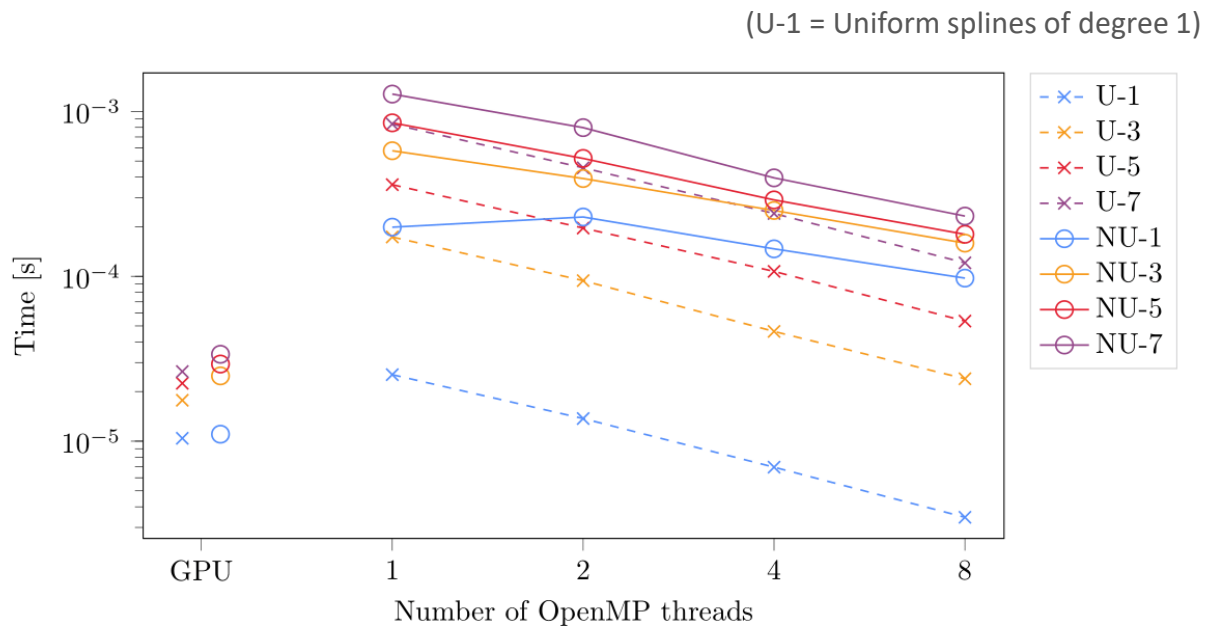 (U-1 = Uniform splines of degree 1)
Time [s]
10⁻³
10⁻⁴
10⁻⁵
GPU 1 2 4 8
Number of OpenMP threads
U-1
U-3
U-5
U-7
NU-1
NU-3
NU-5
NU-7